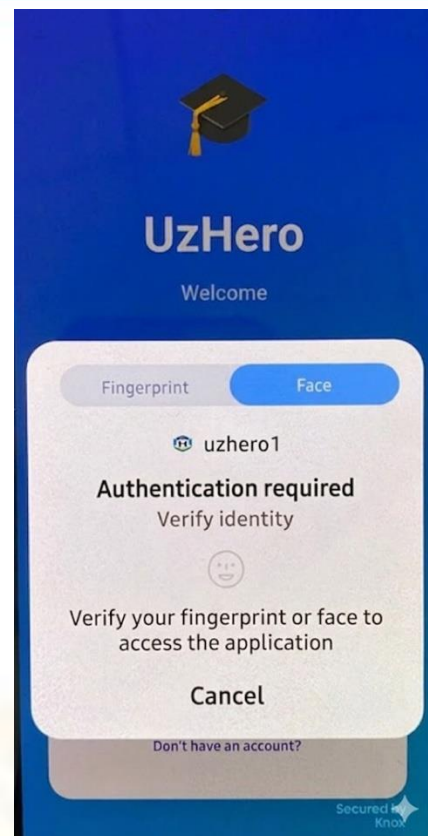 UzHero
Welcome
Fingerprint
Face
uzhero1
Authentication required
Verify identity
Verify your fingerprint or face to
access the application
Cancel
Don't have an account?
Secured by
Knox